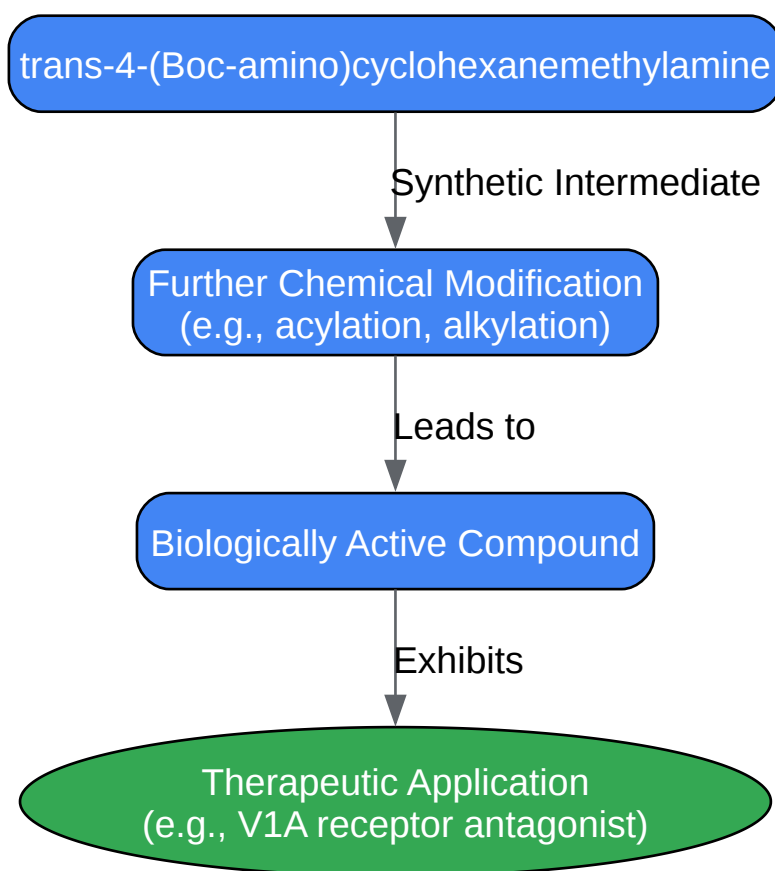 trans-4-(Boc-amino)cyclohexanemethylamine
Synthetic Intermediate
Further Chemical Modification
(e.g., acylation, alkylation)
Leads to
Biologically Active Compound
Exhibits
Therapeutic Application
(e.g., V1A receptor antagonist)